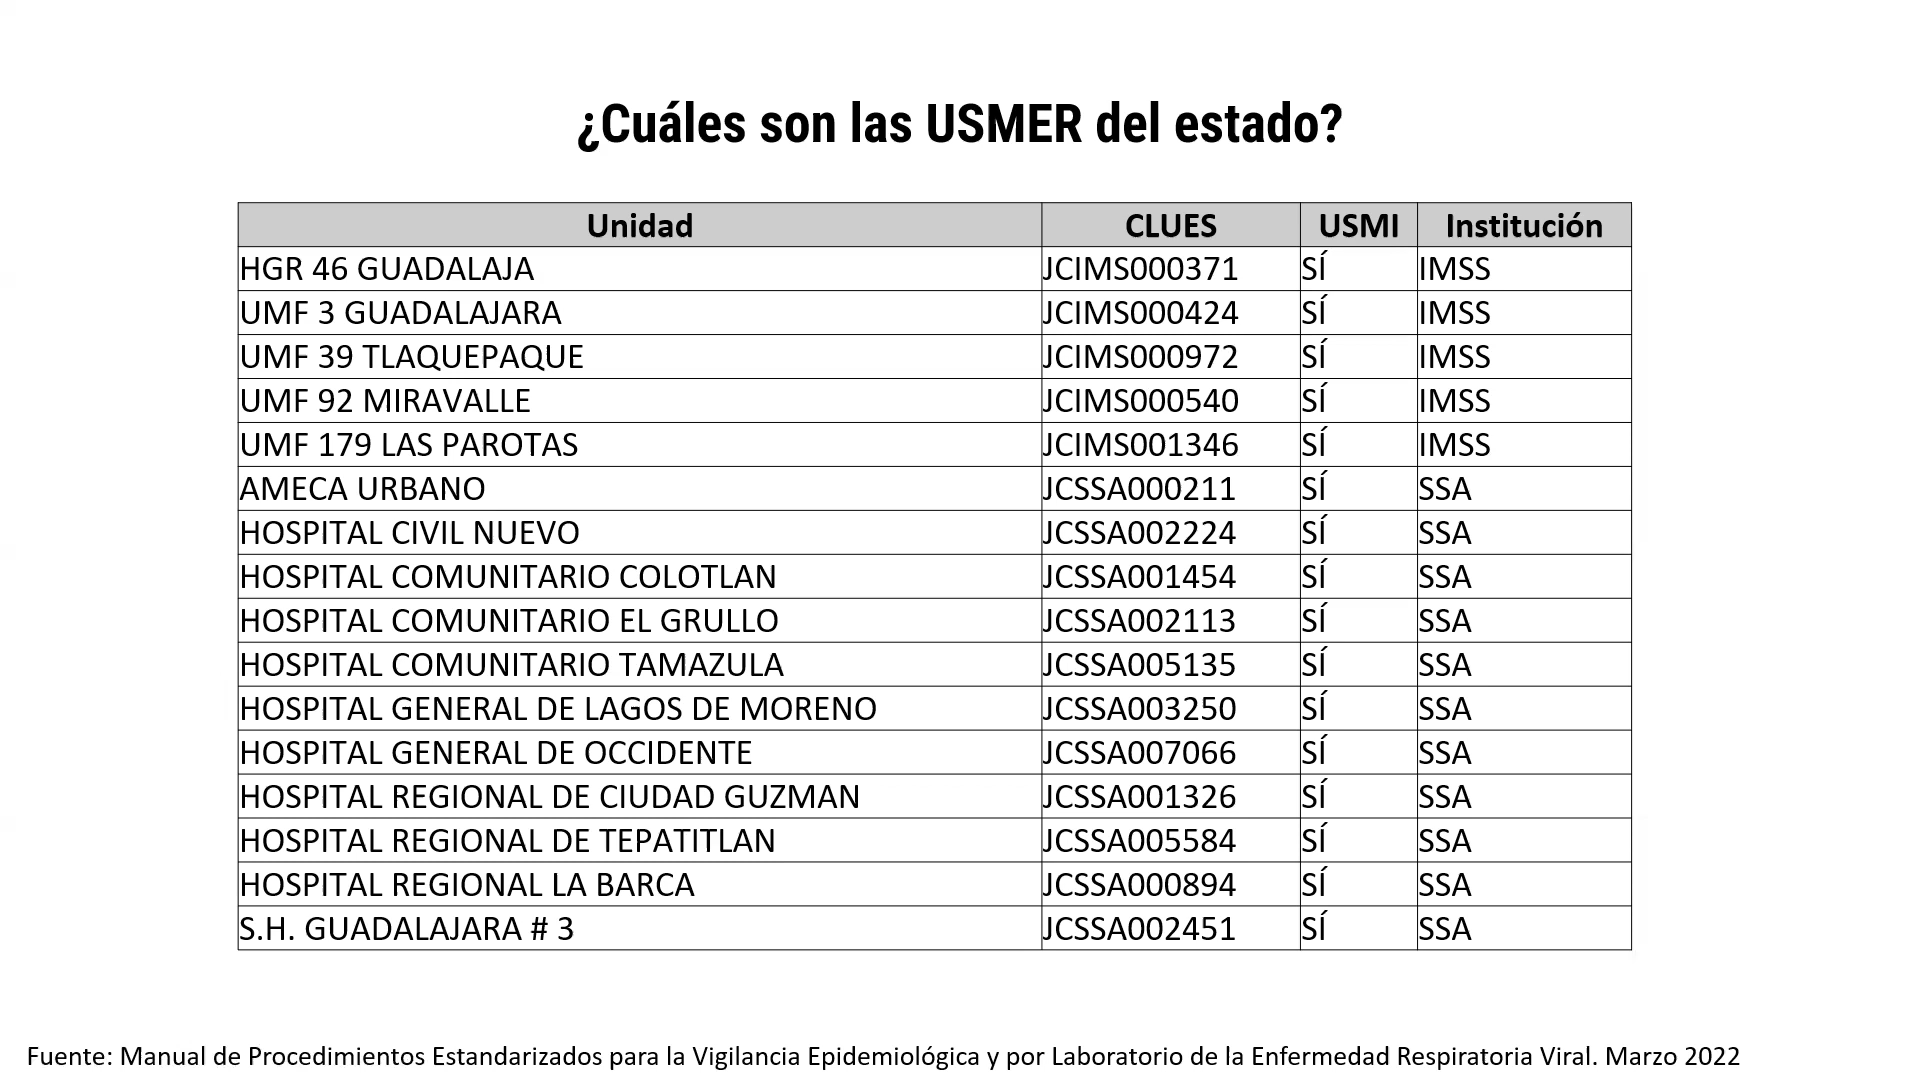 ¿Cuáles son las USMER del estado?
Unidad CLUES USMI Institución
HGR 46 GUADALAJA JCIMS000371 SÍ IMSS
UMF 3 GUADALAJARA JCIMS000424 SÍ IMSS
UMF 39 TLAQUEPAQUE JCIMS000972 SÍ IMSS
UMF 92 MIRAVALLE JCIMS000540 SÍ IMSS
UMF 179 LAS PAROTAS JCIMS001346 SÍ IMSS
AMECA URBANO JCSSA000211 SÍ SSA
HOSPITAL CIVIL NUEVO JCSSA002224 SÍ SSA
HOSPITAL COMUNITARIO COLOTLAN JCSSA001454 SÍ SSA
HOSPITAL COMUNITARIO EL GRULLO JCSSA002113 SÍ SSA
HOSPITAL COMUNITARIO TAMAZULA JCSSA005135 SÍ SSA
HOSPITAL GENERAL DE LAGOS DE MORENO JCSSA003250 SÍ SSA
HOSPITAL GENERAL DE OCCIDENTE JCSSA007066 SÍ SSA
HOSPITAL REGIONAL DE CIUDAD GUZMAN JCSSA001326 SÍ SSA
HOSPITAL REGIONAL DE TEPATITLAN JCSSA005584 SÍ SSA
HOSPITAL REGIONAL LA BARCA JCSSA000894 SÍ SSA
S.H. GUADALAJARA # 3 JCSSA002451 SÍ SSA
Fuente: Manual de Procedimientos Estandarizados para la Vigilancia Epidemiológica y por Laboratorio de la Enfermedad Respiratoria Viral. Marzo 2022